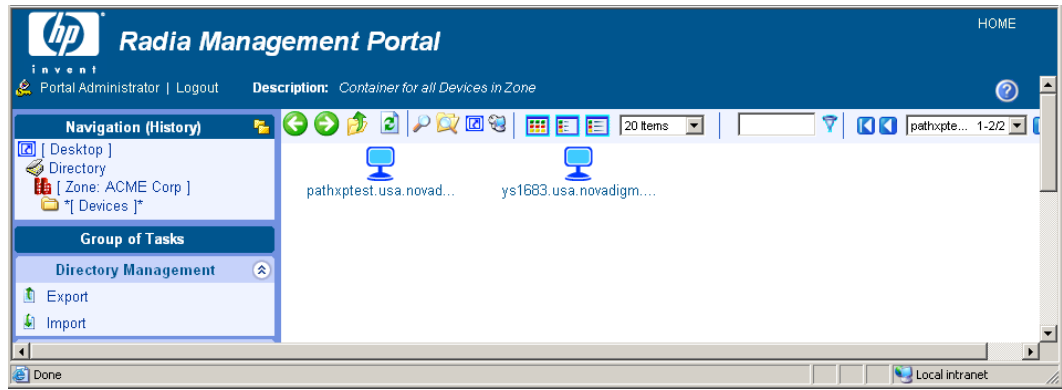 HOME
hp
Radia Management Portal
invent
Portal Administrator | Logout Description: Container for all Devices in Zone
Navigation (History)
20 Items
pathxpte... 1-2/2
[ Desktop ]
Directory
[ Zone: ACME Corp ]
*[ Devices ]*
pathxptest.usa.novad...
ys1683.usa.novadigm....
Group of Tasks
Directory Management
Export
Import
Done
Local intranet